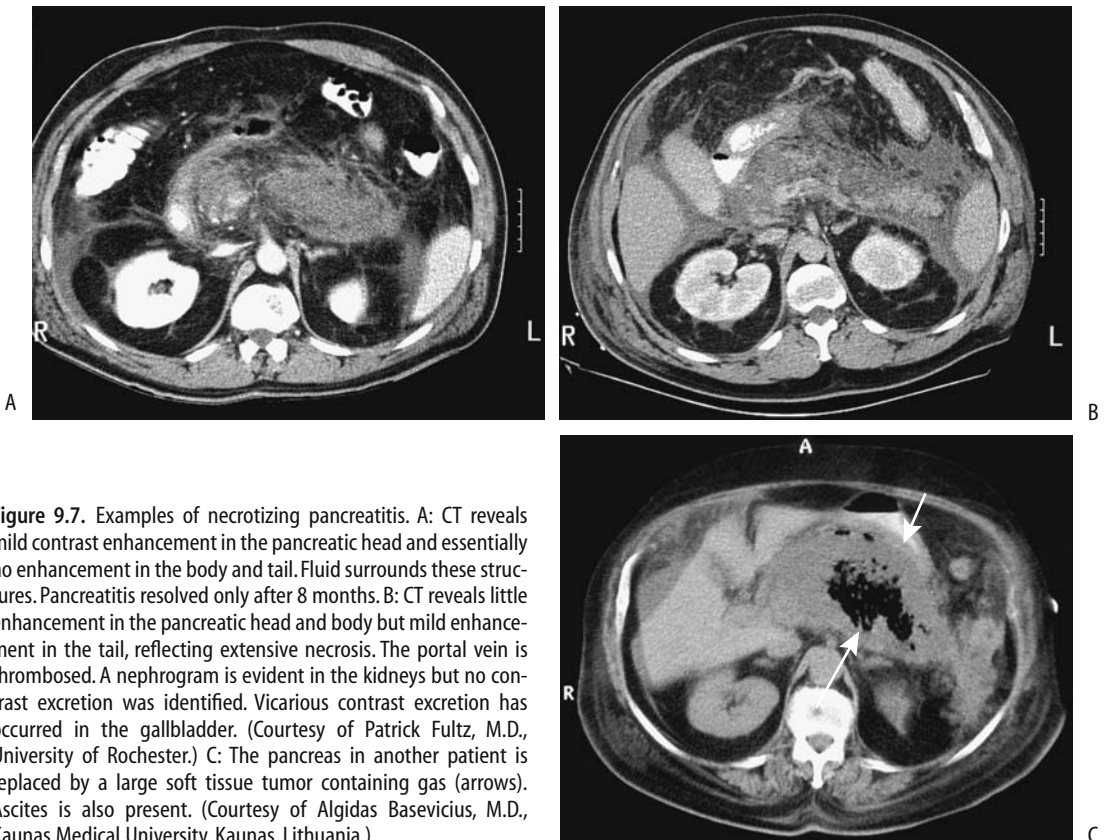 R
L
A
R
L
B
Figure 9.7. Examples of necrotizing pancreatitis. A: CT reveals
mild contrast enhancement in the pancreatic head and essentially
no enhancement in the body and tail. Fluid surrounds these struc-
tures. Pancreatitis resolved only after 8 months. B: CT reveals little
enhancement in the pancreatic head and body but mild enhance-
ment in the tail, reflecting extensive necrosis. The portal vein is
thrombosed. A nephrogram is evident in the kidneys but no con-
trast excretion was identified. Vicarious contrast excretion has
occurred in the gallbladder. (Courtesy of Patrick Fultz, M.D.,
University of Rochester.) C: The pancreas in another patient is
replaced by a large soft tissue tumor containing gas (arrows).
Ascites is also present. (Courtesy of Algidas Basevicius, M.D.,
Kaunas Medical University, Kaunas, Lithuania.)
A
R
C